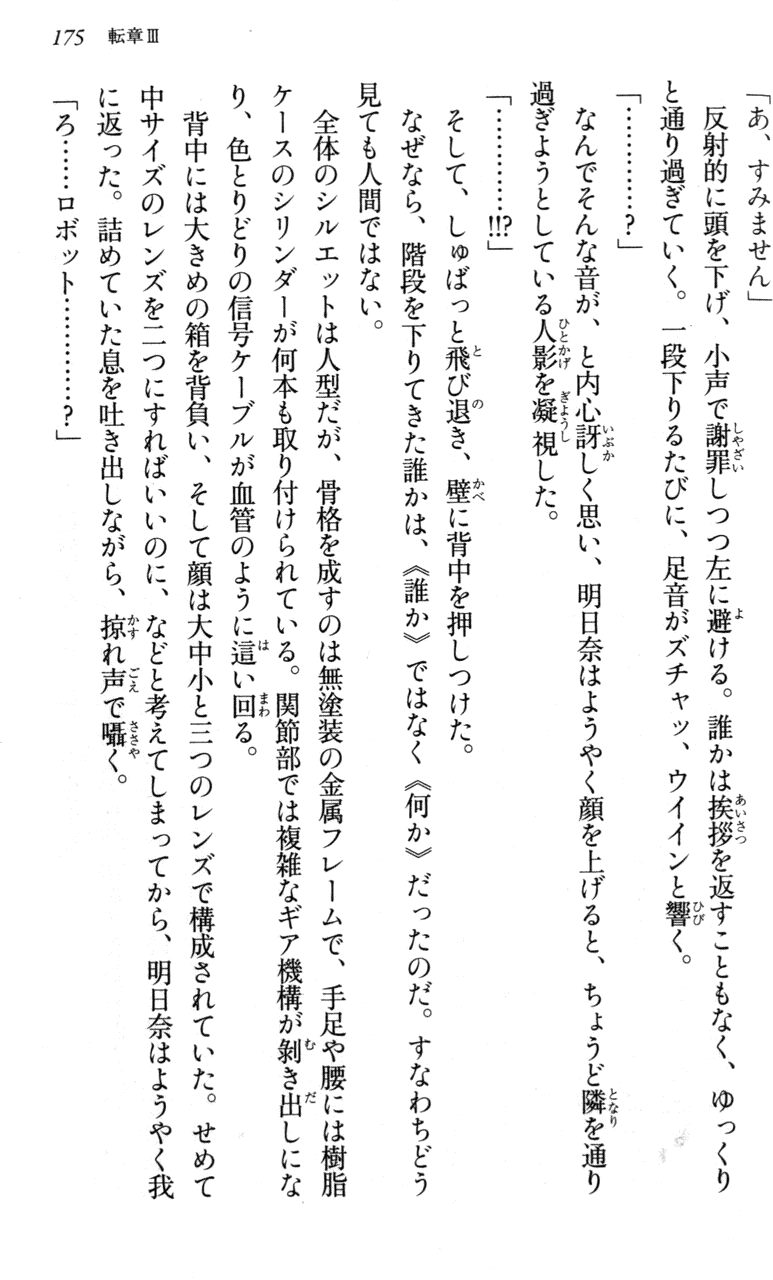 175 転章Ⅲ
「あ、すみません」
反射的に頭を下げ、小声で謝罪しつつ左に避ける。誰かは挨拶を返すこともなく、ゆっくり
と通り過ぎていく。一段下りるたびに、足音がズチャッ、ウイインと響く。
「…………?」
なんでそんな音が、と内心訝しく思い、明日奈はようやく顔を上げると、ちょうど隣を通り
過ぎようとしている人影を凝視した。
「…………!!?」
そして、しゅばっと飛び退き、壁に背中を押しつけた。
なぜなら、階段を下りてきた誰かは、《誰か》ではなく《何か》だったのだ。すなわちどう
見ても人間ではない。
全体のシルエットは人型だが、骨格を成すのは無塗装の金属フレームで、手足や腰には樹脂
ケースのシリンダーが何本も取り付けられている。関節部では複雑なギア機構が剝き出しにな
り、色とりどりの信号ケーブルが血管のように這い回る。
背中には大きめの箱を背負い、そして顔は大中小と三つのレンズで構成されていた。せめて
中サイズのレンズを二つにすればいいのに、などと考えてしまってから、明日奈はようやく我
に返った。詰めていた息を吐き出しながら、掠れ声で囁く。
「ろ……ロボット…………?」